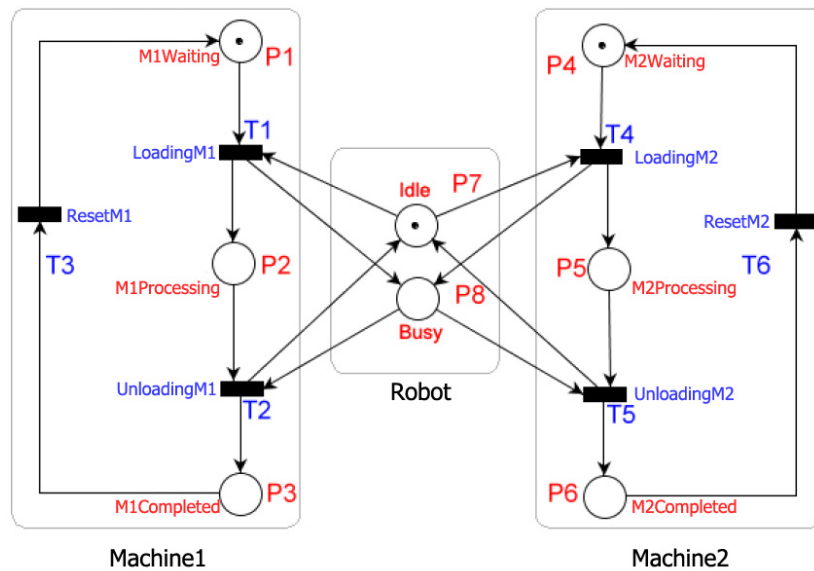 M1Waiting
P1
P4
M2Waiting
T1
LoadingM1
T4
LoadingM2
Idle
P7
ResetM1
T3
ResetM2
T6
P2
M1Processing
P5
M2Processing
P8
Busy
UnloadingM1
T2
Robot
UnloadingM2
T5
M1Completed
P3
P6
M2Completed
Machine1
Machine2